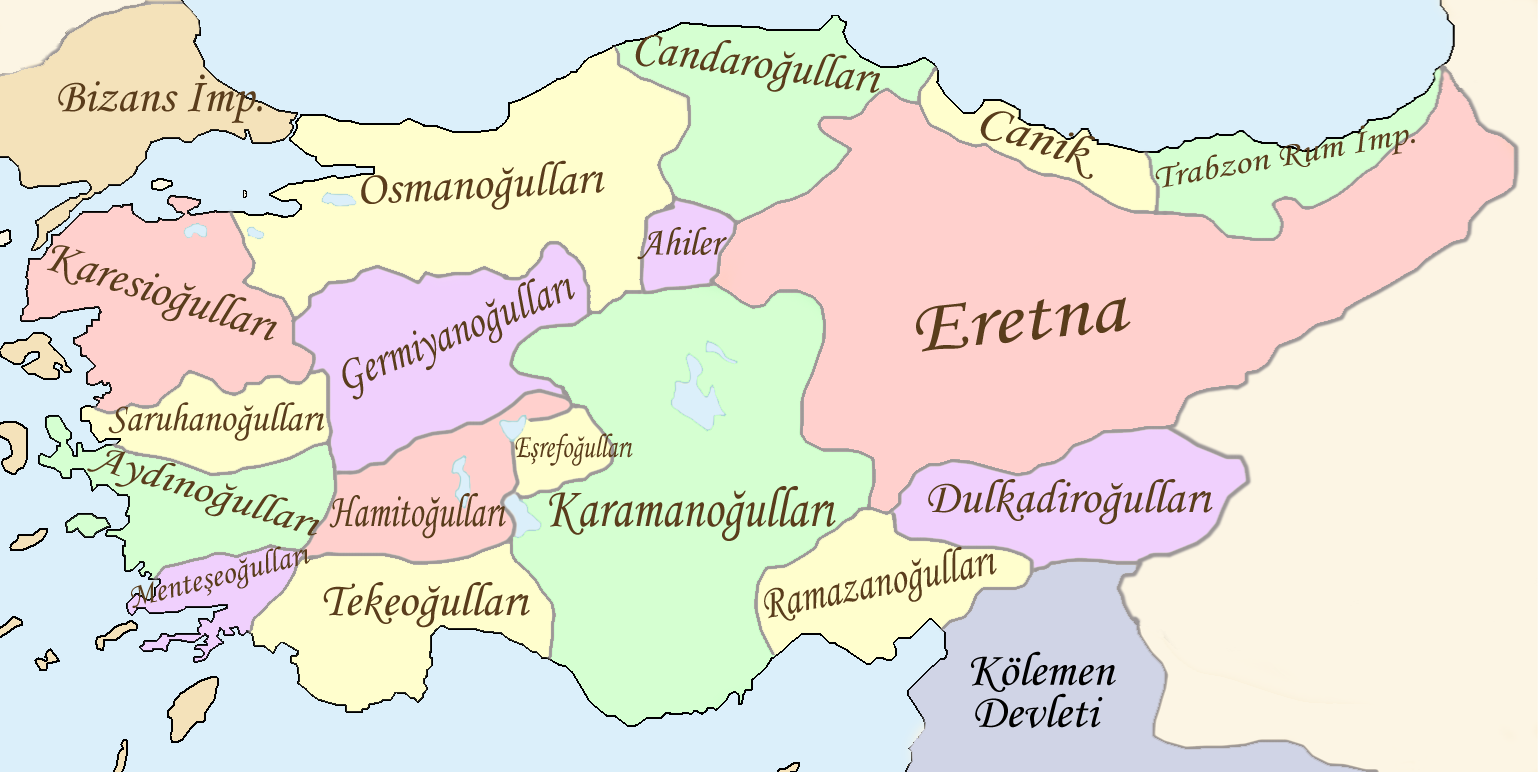 Candaroğulları
Bizans İmp.
Canik
Trabzon Rum İmp.
Osmanoğulları
Ahiler
Karesioğulları
Germiyanoğulları
Eretna
Saruhanoğulları
Eşrefoğulları
Aydınoğulları
Hamitoğulları
Karamanoğulları
Dulkadiroğulları
Menteşeoğulları
Tekeoğulları
Ramazanoğulları
Kölemen
Devleti